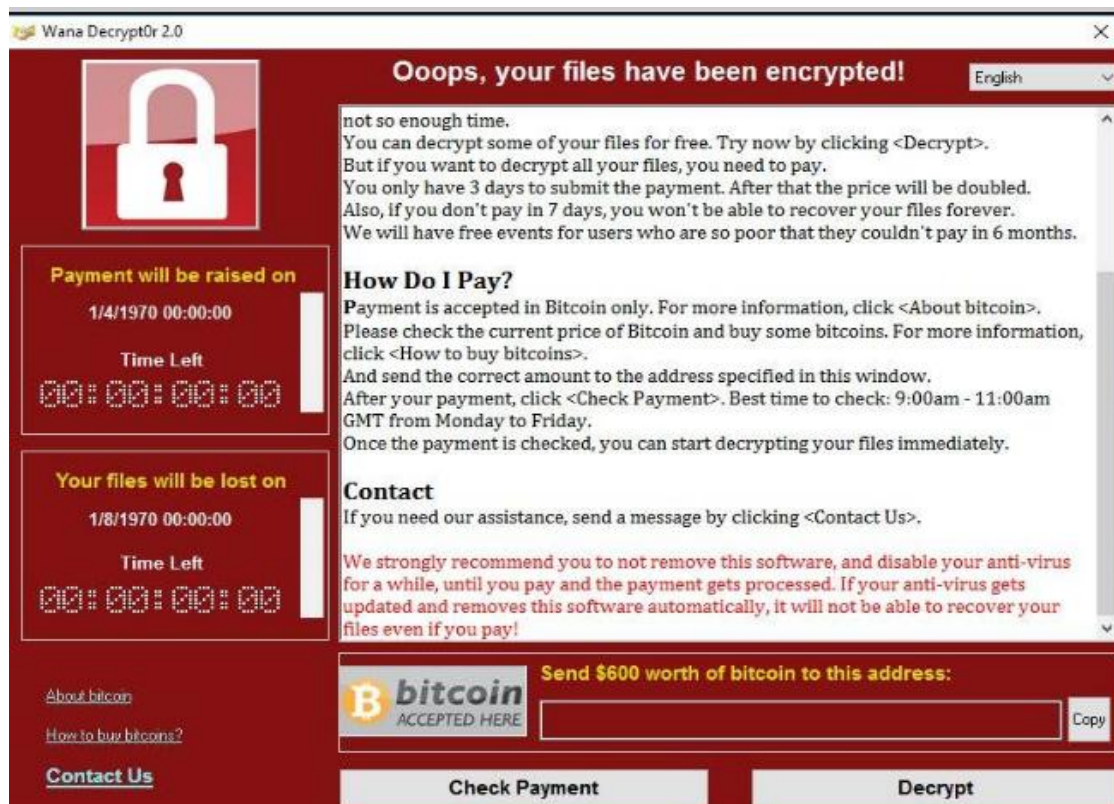 Wana Decrypt0r 2.0
Ooops, your files have been encrypted!
English
not so enough time.
You can decrypt some of your files for free. Try now by clicking <Decrypt>.
But if you want to decrypt all your files, you need to pay.
You only have 3 days to submit the payment. After that the price will be doubled.
Also, if you don't pay in 7 days, you won't be able to recover your files forever.
We will have free events for users who are so poor that they couldn't pay in 6 months.
How Do I Pay?
Payment is accepted in Bitcoin only. For more information, click <About bitcoin>.
Please check the current price of Bitcoin and buy some bitcoins. For more information,
click <How to buy bitcoins>.
And send the correct amount to the address specified in this window.
After your payment, click <Check Payment>. Best time to check: 9:00am - 11:00am
GMT from Monday to Friday.
Once the payment is checked, you can start decrypting your files immediately.
Contact
If you need our assistance, send a message by clicking <Contact Us>.
We strongly recommend you to not remove this software, and disable your anti-virus
for a while, until you pay and the payment gets processed. If your anti-virus gets
updated and removes this software automatically, it will not be able to recover your
files even if you pay!
Payment will be raised on
1/4/1970 00:00:00
Time Left
00:00:00:00
Your files will be lost on
1/8/1970 00:00:00
Time Left
00:00:00:00
About bitcoin
How to buy bitcoins?
Contact Us
bitcoin
ACCEPTED HERE
Send $600 worth of bitcoin to this address:
Copy
Check Payment
Decrypt